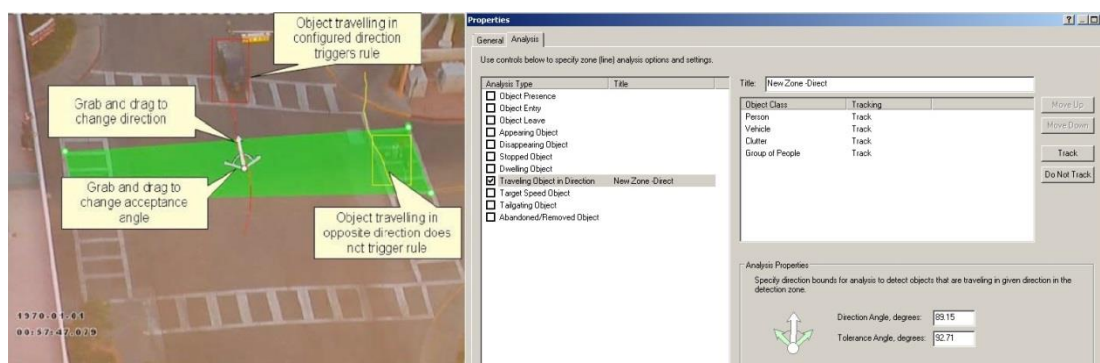 Object travelling in
configured direction
triggers rule
Grab and drag to
change direction
Grab and drag to
change acceptance
angle
Object travelling in
opposite direction does
not trigger rule
1970-01-01
00:57:47.079
Properties
General Analysis
Use controls below to specify zone (line) analysis options and settings.
Analysis Type Title
Object Presence
Object Entry
Object Leave
Appearing Object
Disappearing Object
Stopped Object
Dwelling Object
Traveling Object in Direction New Zone -Direct
Target Speed Object
Tailgating Object
Abandoned/Removed Object
Title: New Zone -Direct
Object Class Tracking
Person Track
Vehicle Track
Clutter Track
Group of People Track
Move Up
Move Down
Track
Do Not Track
Analysis Properties
Specify direction bounds for analysis to detect objects that are traveling in given direction in the
detection zone.
Direction Angle, degrees: 89.15
Tolerance Angle, degrees: 92.71